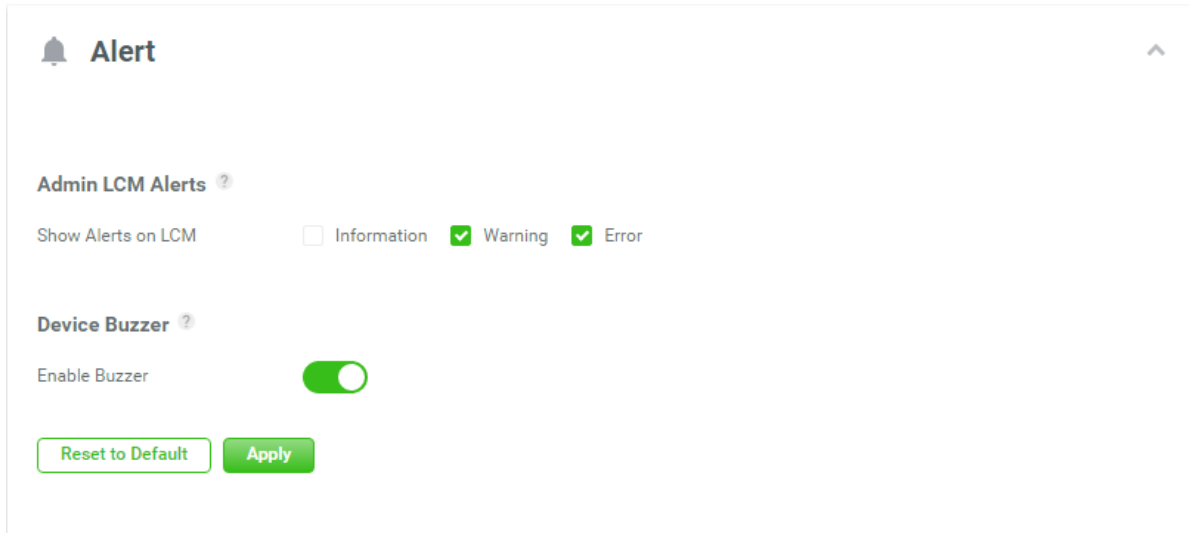 Alert
Admin LCM Alerts ?
Show Alerts on LCM Information Warning Error
Device Buzzer ?
Enable Buzzer
Reset to Default Apply